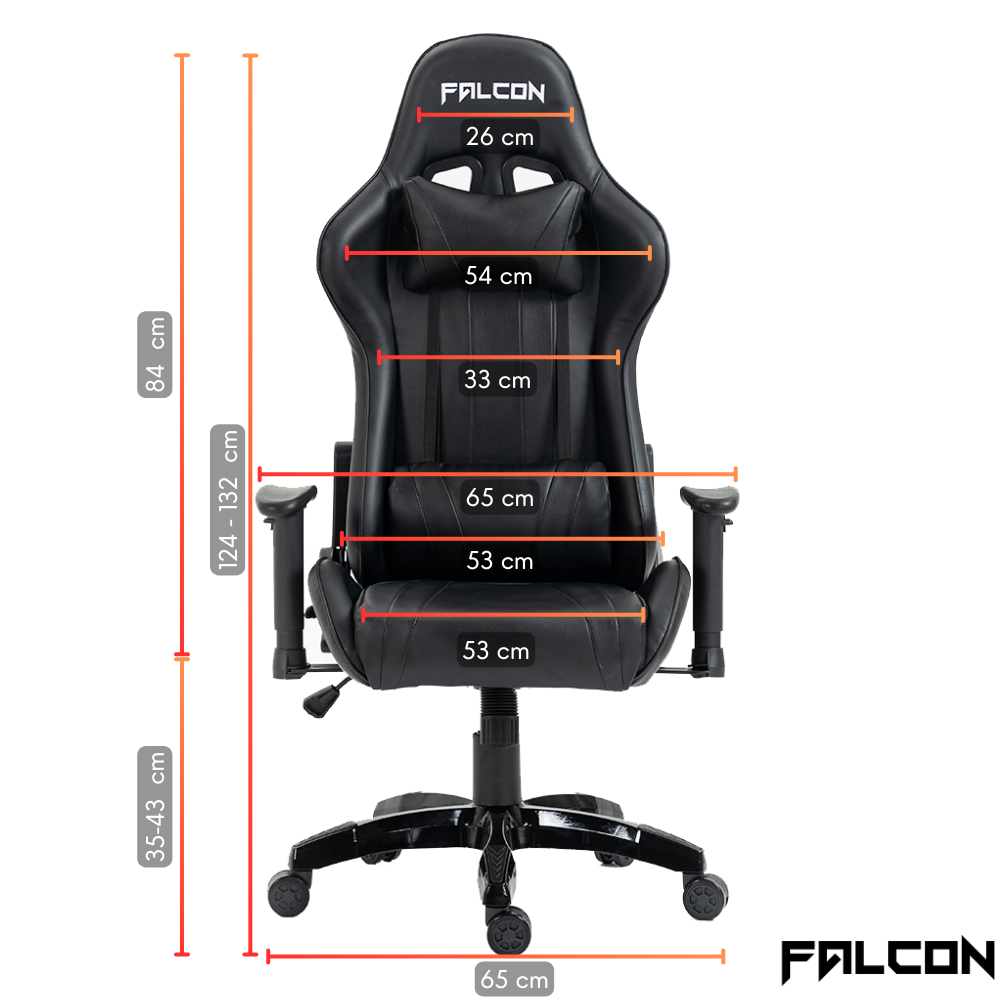 FALCON
26 cm
54 cm
84 cm
33 cm
124 - 132 cm
65 cm
53 cm
53 cm
35-43 cm
65 cm
FALCON